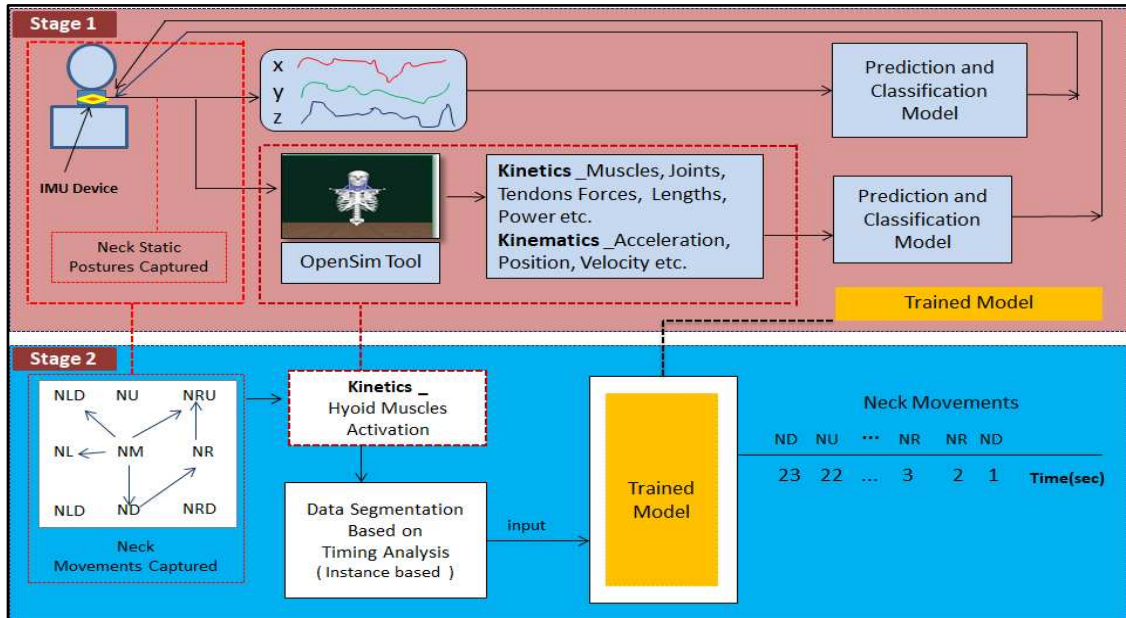 Stage 1
IMU Device
Neck Static
Postures Captured
x
y
z
OpenSim Tool
Kinetics _Muscles, Joints,
Tendons Forces, Lengths,
Power etc.
Kinematics _Acceleration,
Position, Velocity etc.
Prediction and
Classification
Model
Prediction and
Classification
Model
Trained Model
Stage 2
NLD NU NRU
NL NM NR
NLD ND NRD
Neck
Movements Captured
Kinetics _
Hyoid Muscles
Activation
Data Segmentation
Based on
Timing Analysis
( Instance based )
input
Trained
Model
Neck Movements
ND NU ... NR NR ND
23 22 ... 3 2 1 Time(sec)